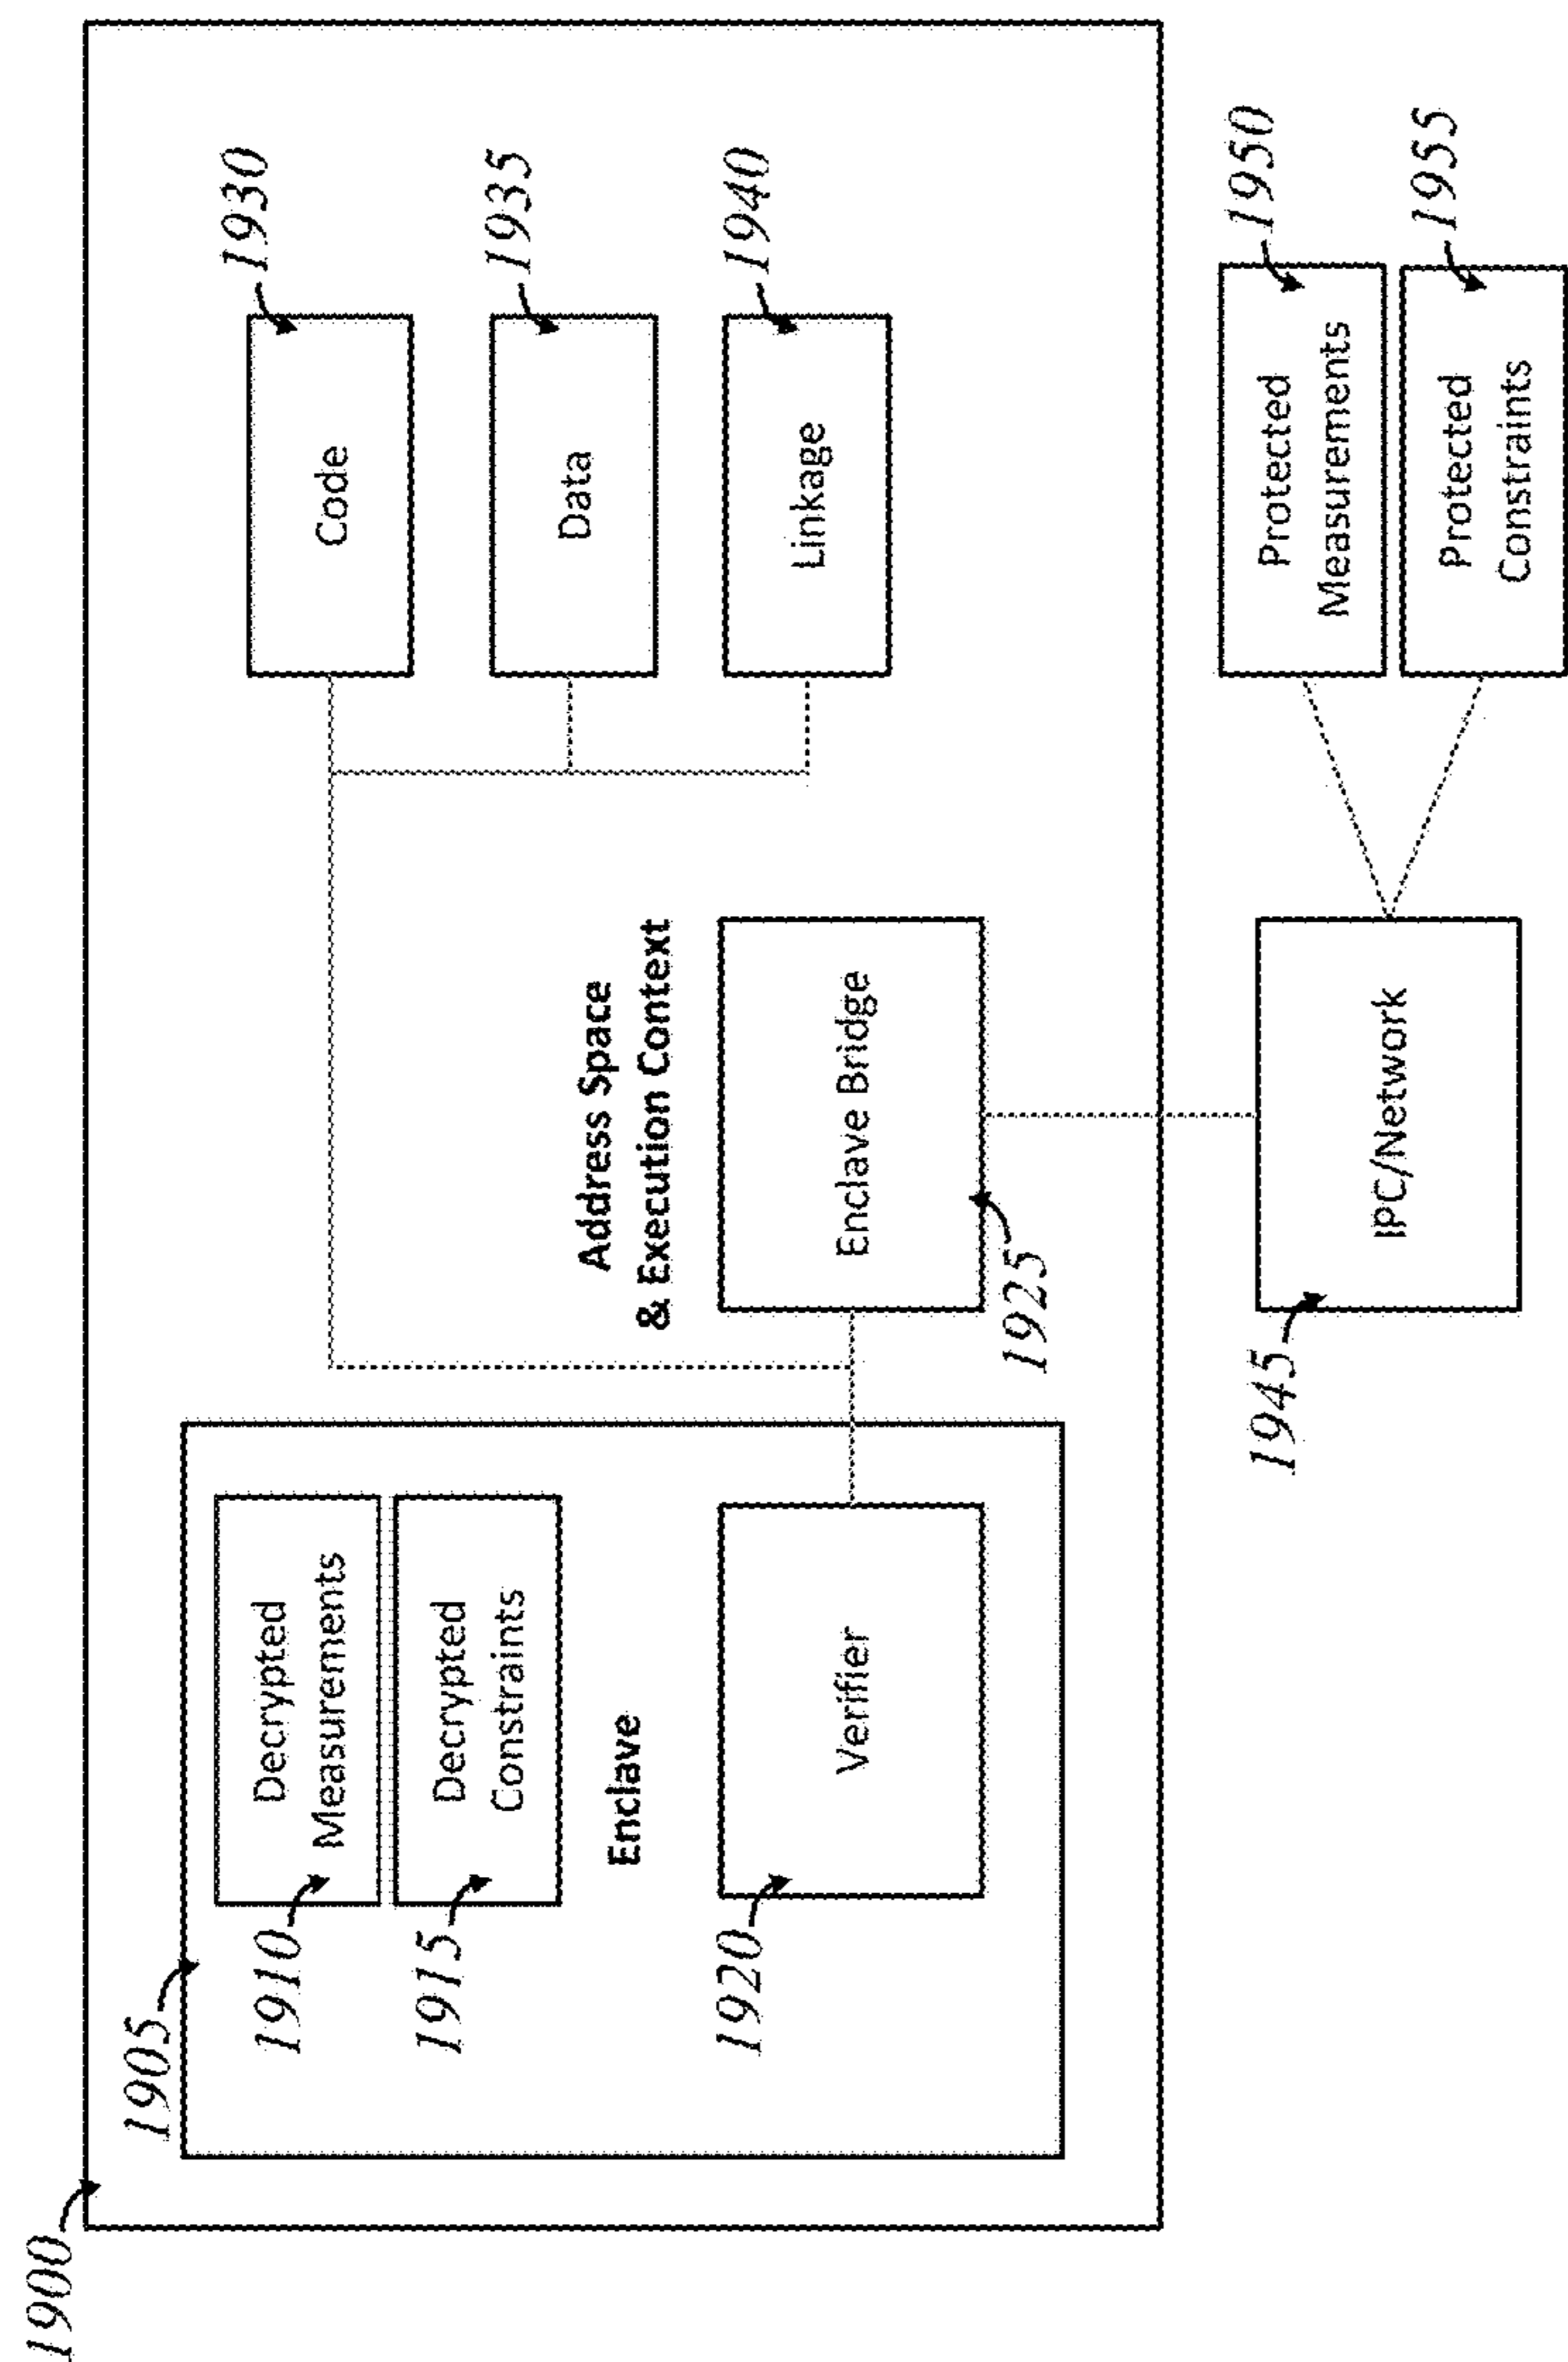 1900
1905
1910
Decrypted
Measurements
1915
Decrypted
Constraints
Enclave
1920
Verifier
Address Space
& Execution Context
Enclave Bridge
1925
Code
1930
Data
1935
Linkage
1940
1945
IPC/Network
Protected
Measurements
1950
Protected
Constraints
1955